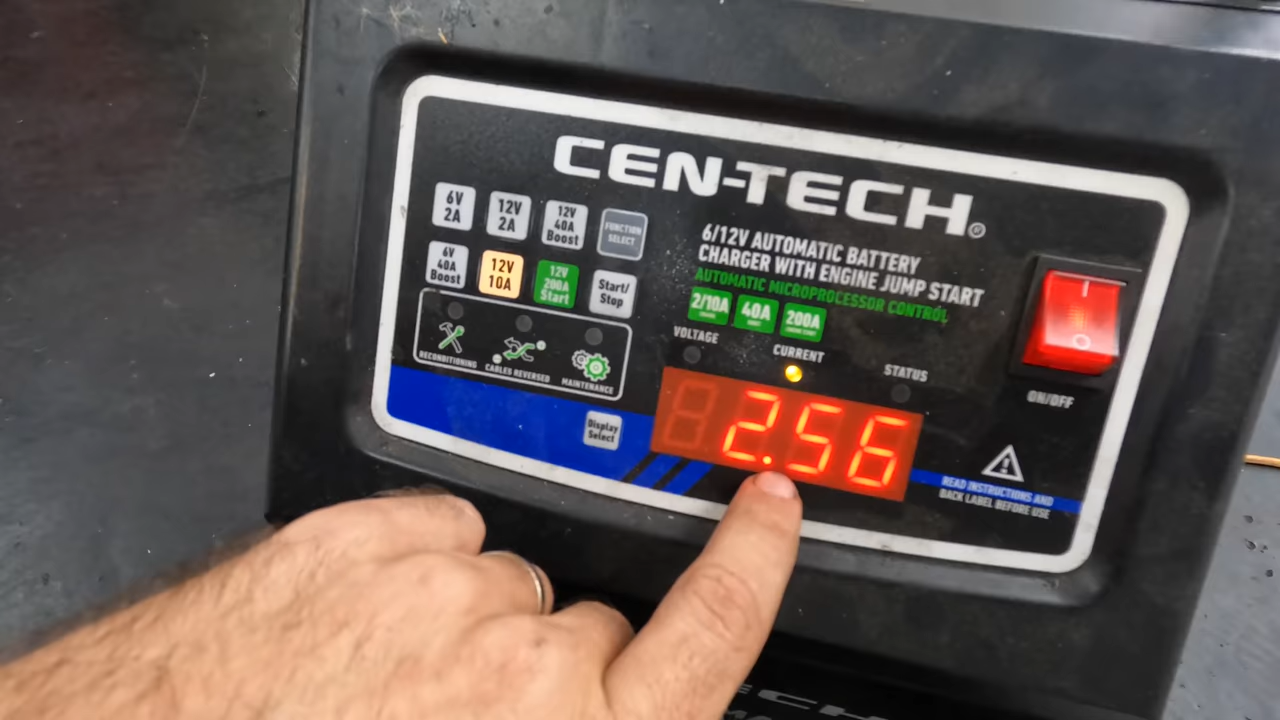 CEN-TECH®
6V 2A
12V 2A
12V 40A Boost
FUNCTION SELECT
6V 40A Boost
12V 10A
12V 200A Start
Start/Stop
6/12V AUTOMATIC BATTERY
CHARGER WITH ENGINE JUMP START
AUTOMATIC MICROPROCESSOR CONTROL
2/10A
40A
200A
RECONDITIONING
CABLES REVERSED
MAINTENANCE
VOLTAGE
CURRENT
STATUS
Display Select
2.56
ON/OFF
READ INSTRUCTIONS AND
BACK LABEL BEFORE USE